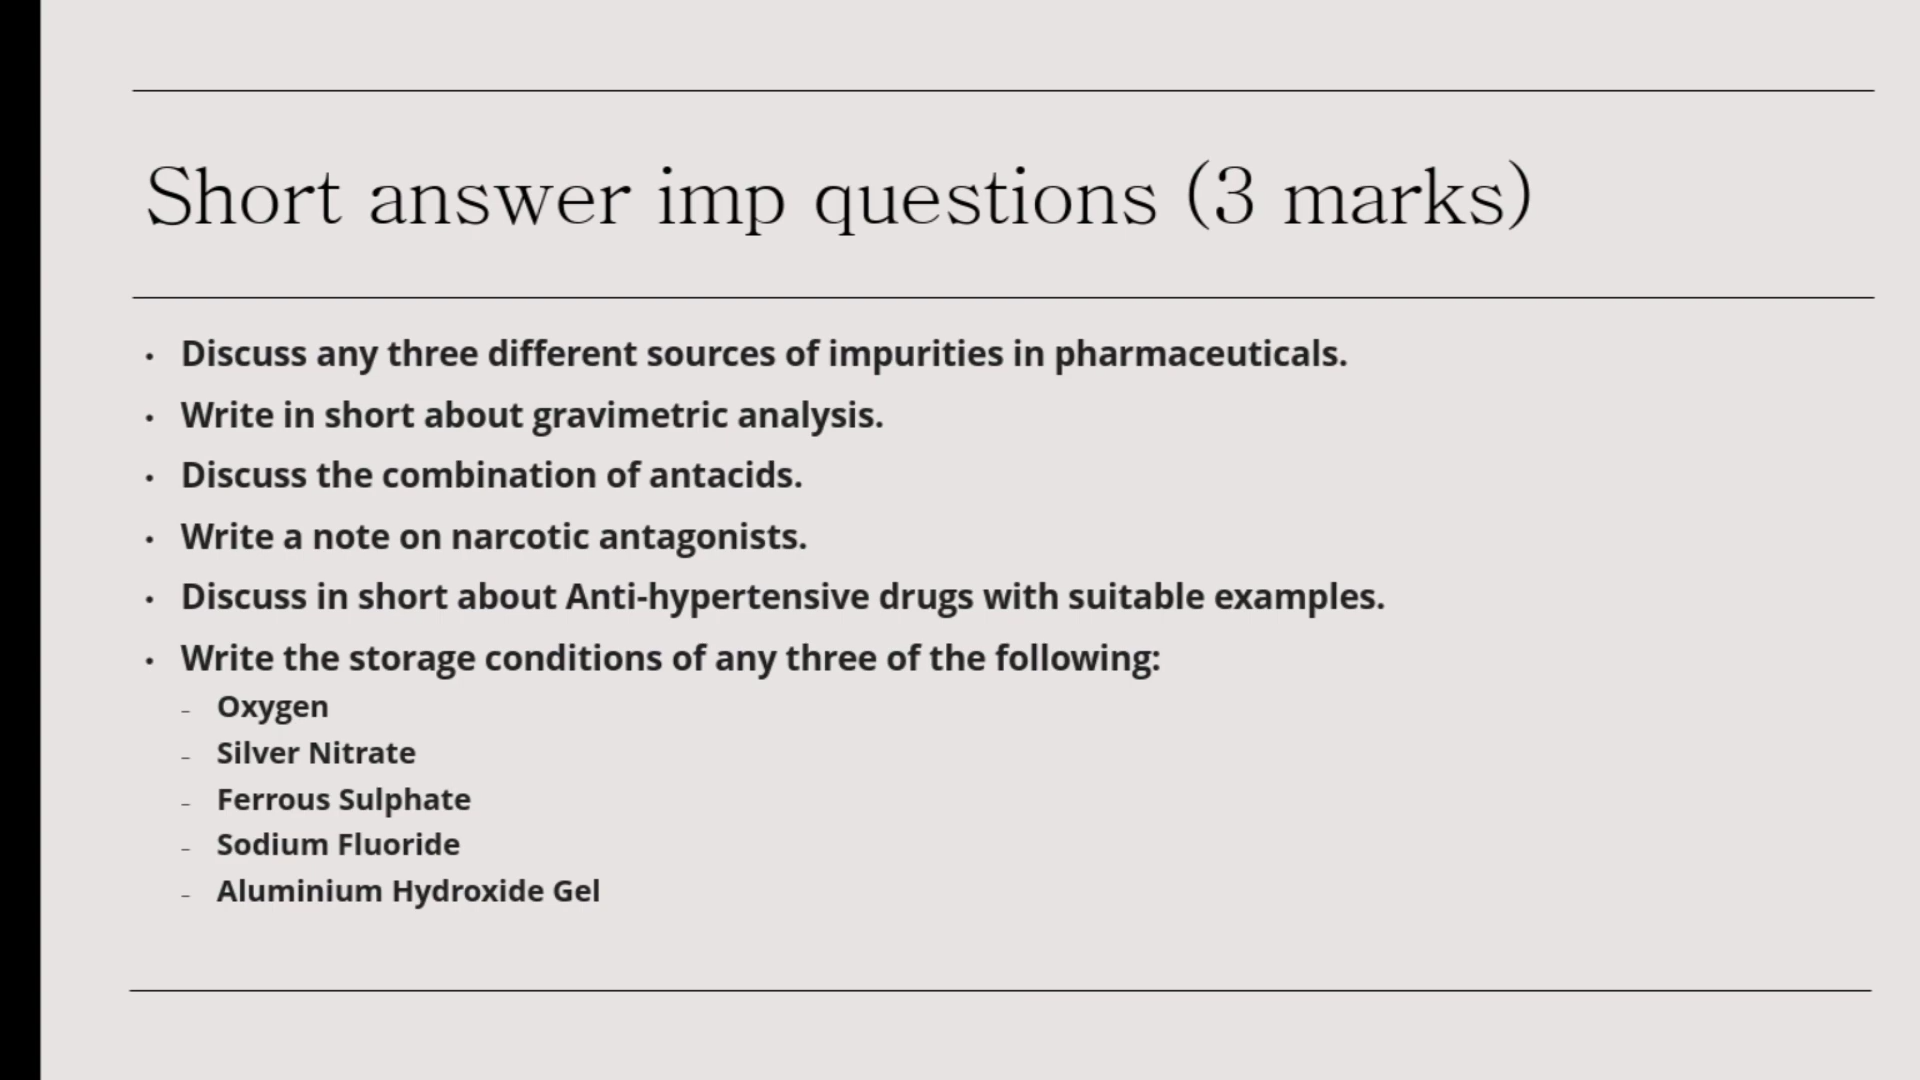 Short answer imp questions (3 marks)
• Discuss any three different sources of impurities in pharmaceuticals.
• Write in short about gravimetric analysis.
• Discuss the combination of antacids.
• Write a note on narcotic antagonists.
• Discuss in short about Anti-hypertensive drugs with suitable examples.
• Write the storage conditions of any three of the following:
– Oxygen
– Silver Nitrate
– Ferrous Sulphate
– Sodium Fluoride
– Aluminium Hydroxide Gel